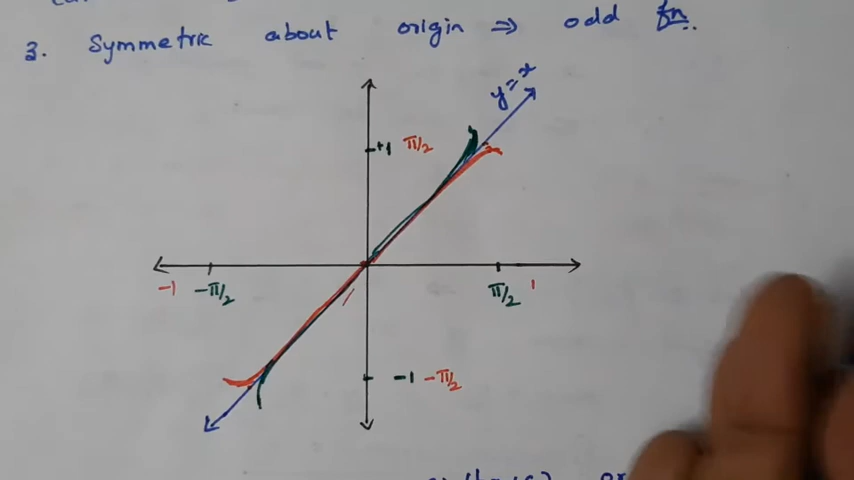 3. Symmetric about origin ⇒ odd fn.
y=x
+1 π/2
-1 -π/2 π/2 1
-1 -π/2